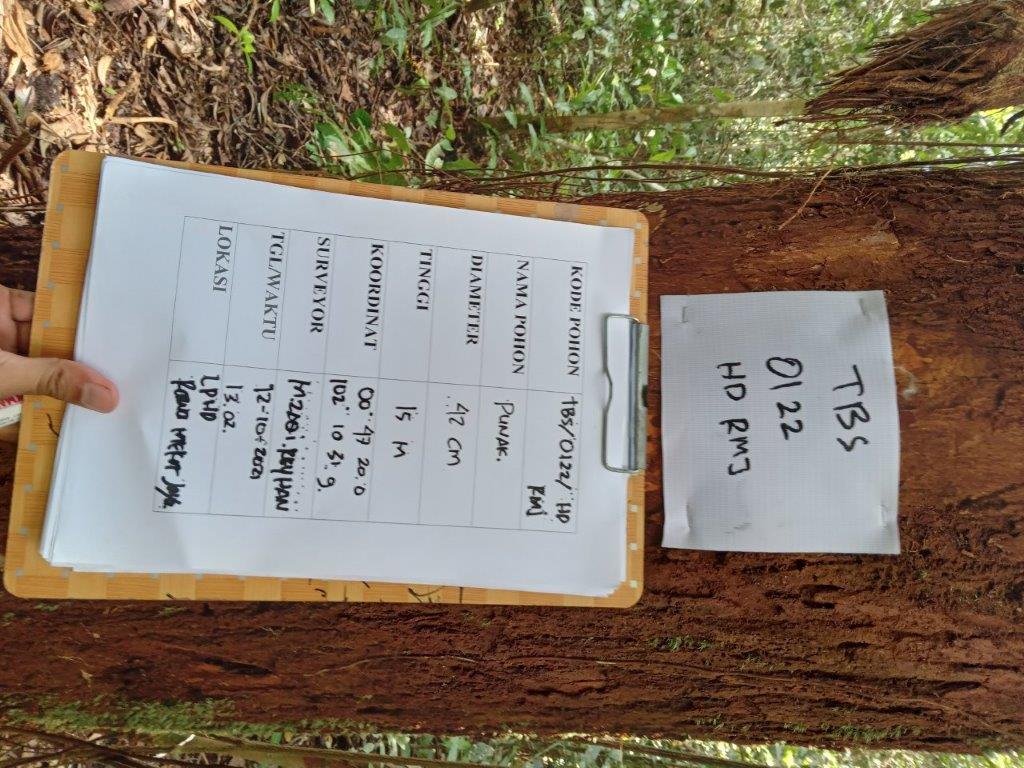 TBS
0122
HD RMJ
KODE POHON TBS/0122/ HD
RMJ
NAMA POHON PUNAK.
DIAMETER 42 CM
TINGGI 15 M
KOORDINAT 00° 47 20.0
102° 10 31.9.
SURVEYOR M.ZAQI.REYHAN
TGL/WAKTU 12-10-2021
13.02.
LOKASI LPHD
Rawa Mekar Jaya.